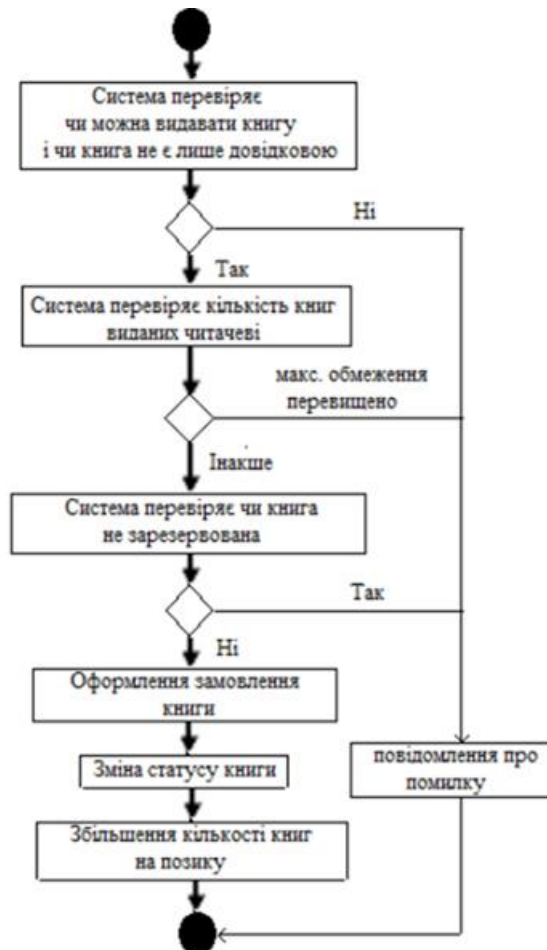 Система перевіряє
чи можна видавати книгу
і чи книга не є лише довідковою
Ні
Так
Система перевіряє кількість книг
виданих читачеві
макс. обмеження
перевищено
Інакше
Система перевіряє чи книга
не зарезервована
Так
Ні
Оформлення замовлення
книги
Зміна статусу книги
повідомлення про
помилку
Збільшення кількості книг
на позику